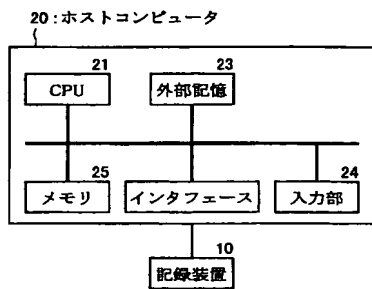 20:ホストコンピュータ
21
CPU
23
外部記憶
25
メモリ
インタフェース
24
入力部
10
記録装置